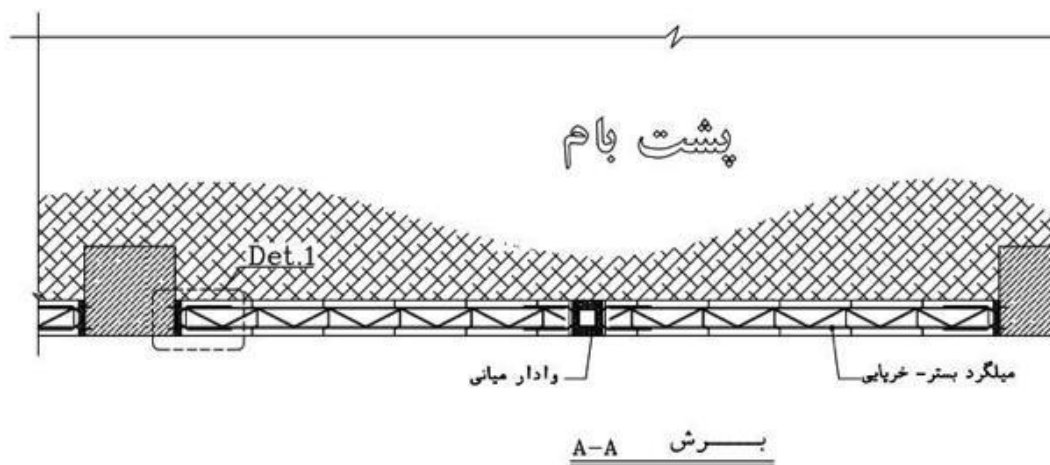 پشت بام
Det.1
وادار میانی
میلگرد بستر - خرپایی
برش A-A